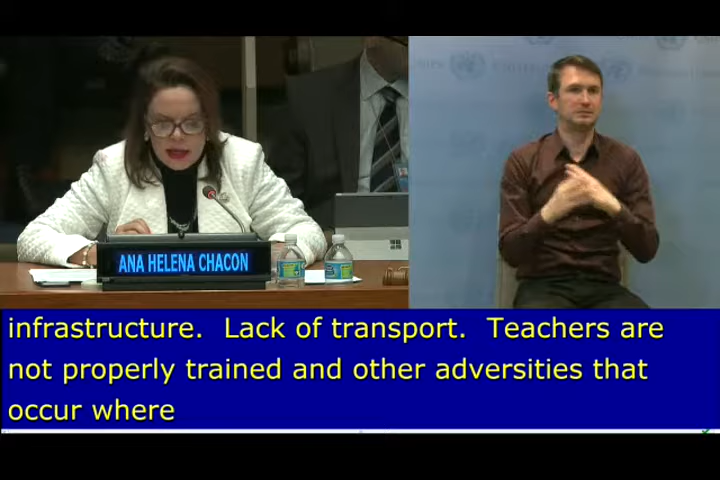 ANA HELENA CHACON
infrastructure.  Lack of transport.  Teachers are
not properly trained and other adversities that
occur where